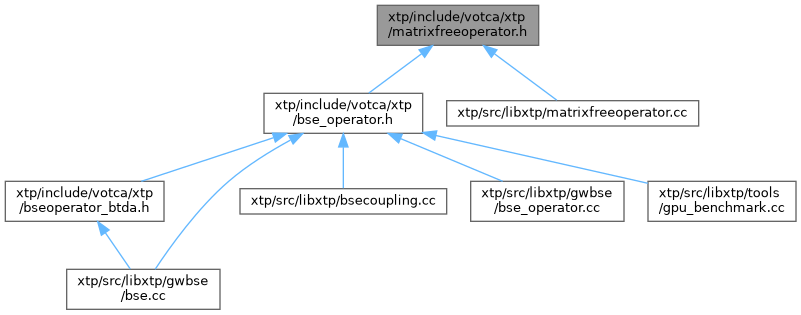 xtp/include/votca/xtp
/matrixfreeoperator.h
xtp/include/votca/xtp
/bse_operator.h
xtp/src/libxtp/matrixfreeoperator.cc
xtp/include/votca/xtp
/bseoperator_btda.h
xtp/src/libxtp/bsecoupling.cc
xtp/src/libxtp/gwbse
/bse_operator.cc
xtp/src/libxtp/tools
/gpu_benchmark.cc
xtp/src/libxtp/gwbse
/bse.cc